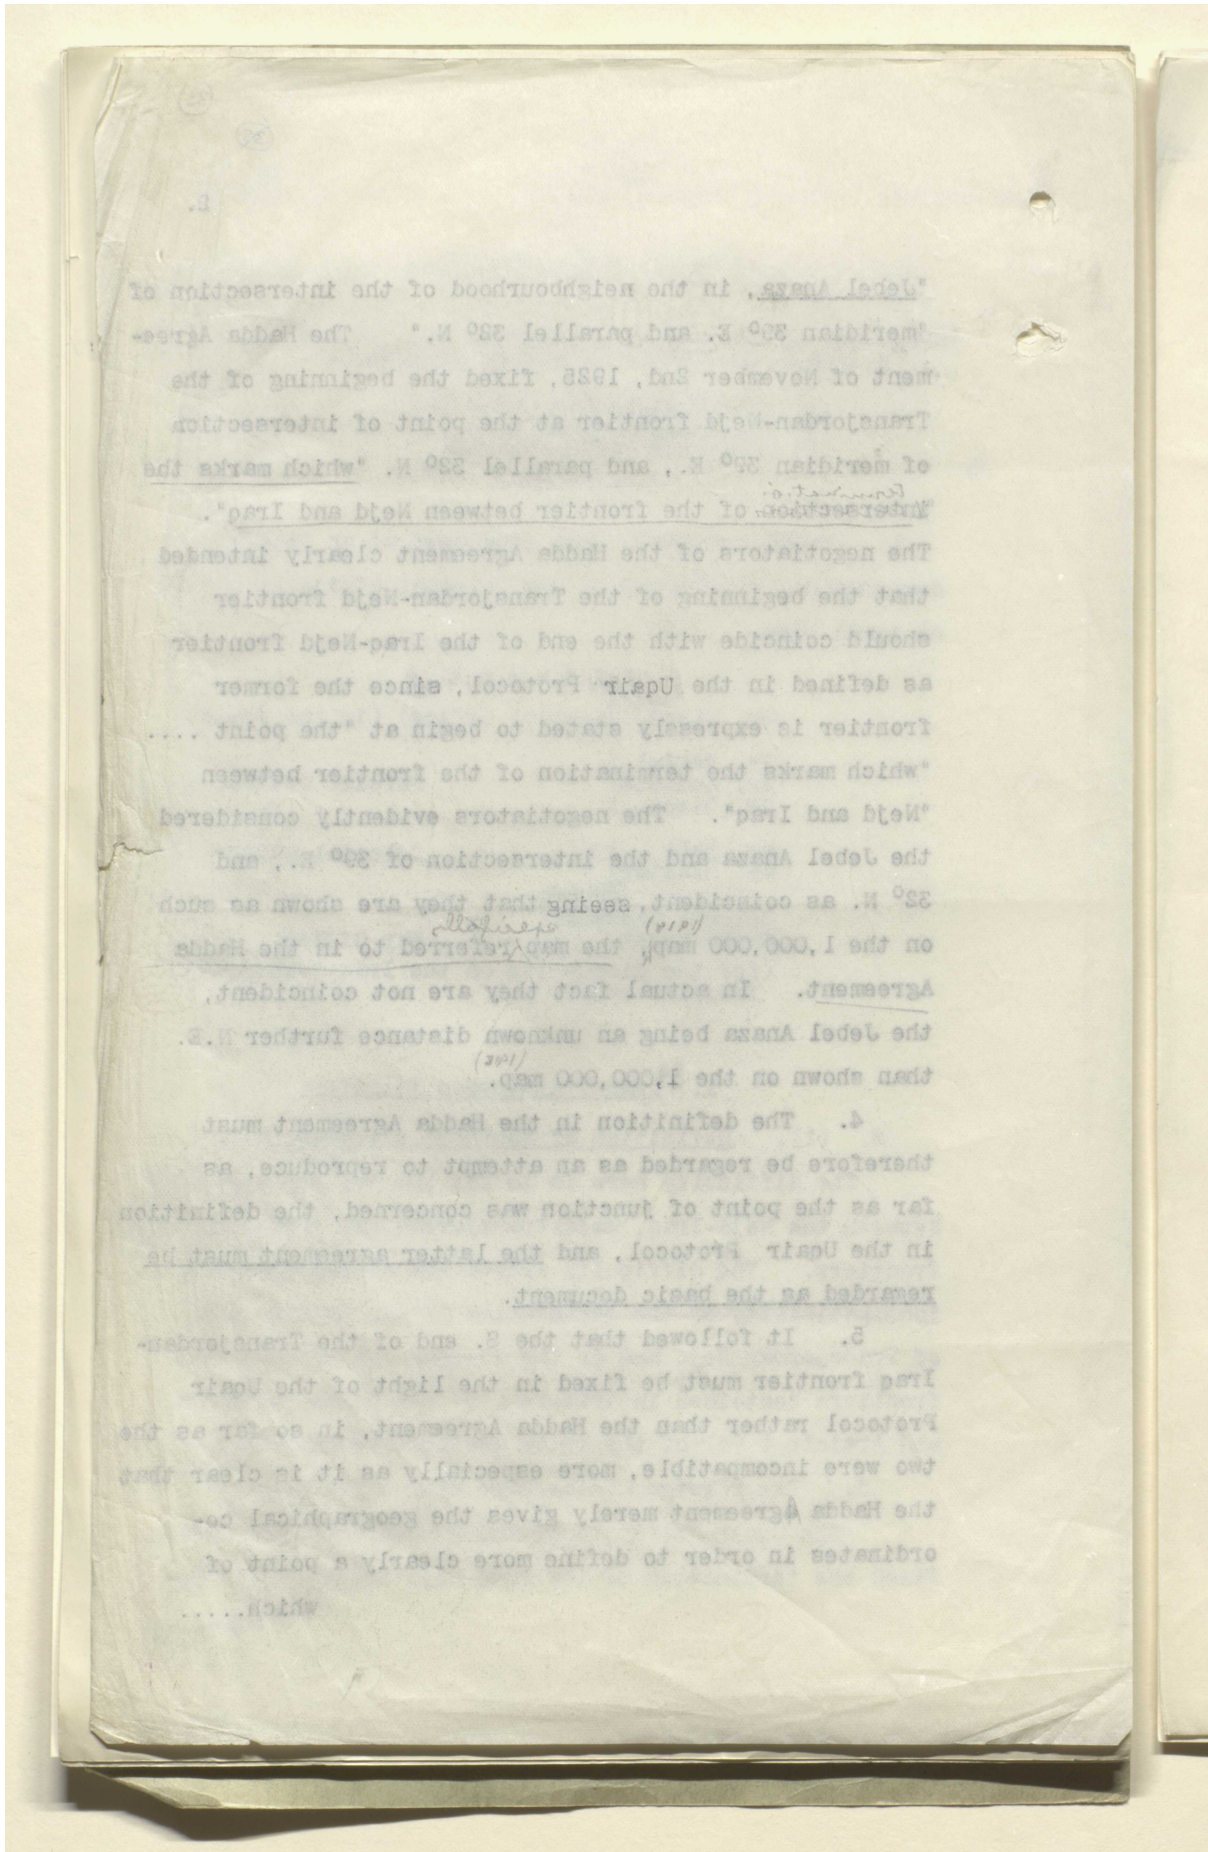 2.
"Jebel Anaza, in the neighbourhood of the intersection of
"meridian 39° E. and parallel 32° N." The Hadda Agree-
ment of November 2nd, 1925, fixed the beginning of the
Transjordan-Nejd frontier at the point of intersection
of meridian 39° E., and parallel 32° N. "which marks the
termination
"intersection of the frontier between Nejd and Iraq".
The negotiators of the Hadda Agreement clearly intended
that the beginning of the Transjordan-Nejd frontier
should coincide with the end of the Iraq-Nejd frontier
as defined in the Uqair Protocol, since the former
frontier is expressly stated to begin at "the point ....
"which marks the termination of the frontier between
"Nejd and Iraq". The negotiators evidently considered
the Jebel Anaza and the intersection of 39° E., and
32° N. as coincident, seeing that they are shown as such
(1918) specifically
on the 1,000,000 map, the map referred to in the Hadda
Agreement. In actual fact they are not coincident,
the Jebel Anaza being an unknown distance further N.E.
(1918)
than shown on the 1,000,000 map.
4. The definition in the Hadda Agreement must
therefore be regarded as an attempt to reproduce, as
far as the point of junction was concerned, the definition
in the Uqair Protocol, and the latter agreement must be
regarded as the basic document.
5. It followed that the S. end of the Transjordan-
Iraq frontier must be fixed in the light of the Uqair
Protocol rather than the Hadda Agreement, in so far as the
two were incompatible, more especially as it is clear that
the Hadda Agreement merely gives the geographical co-
ordinates in order to define more clearly a point of
which.....